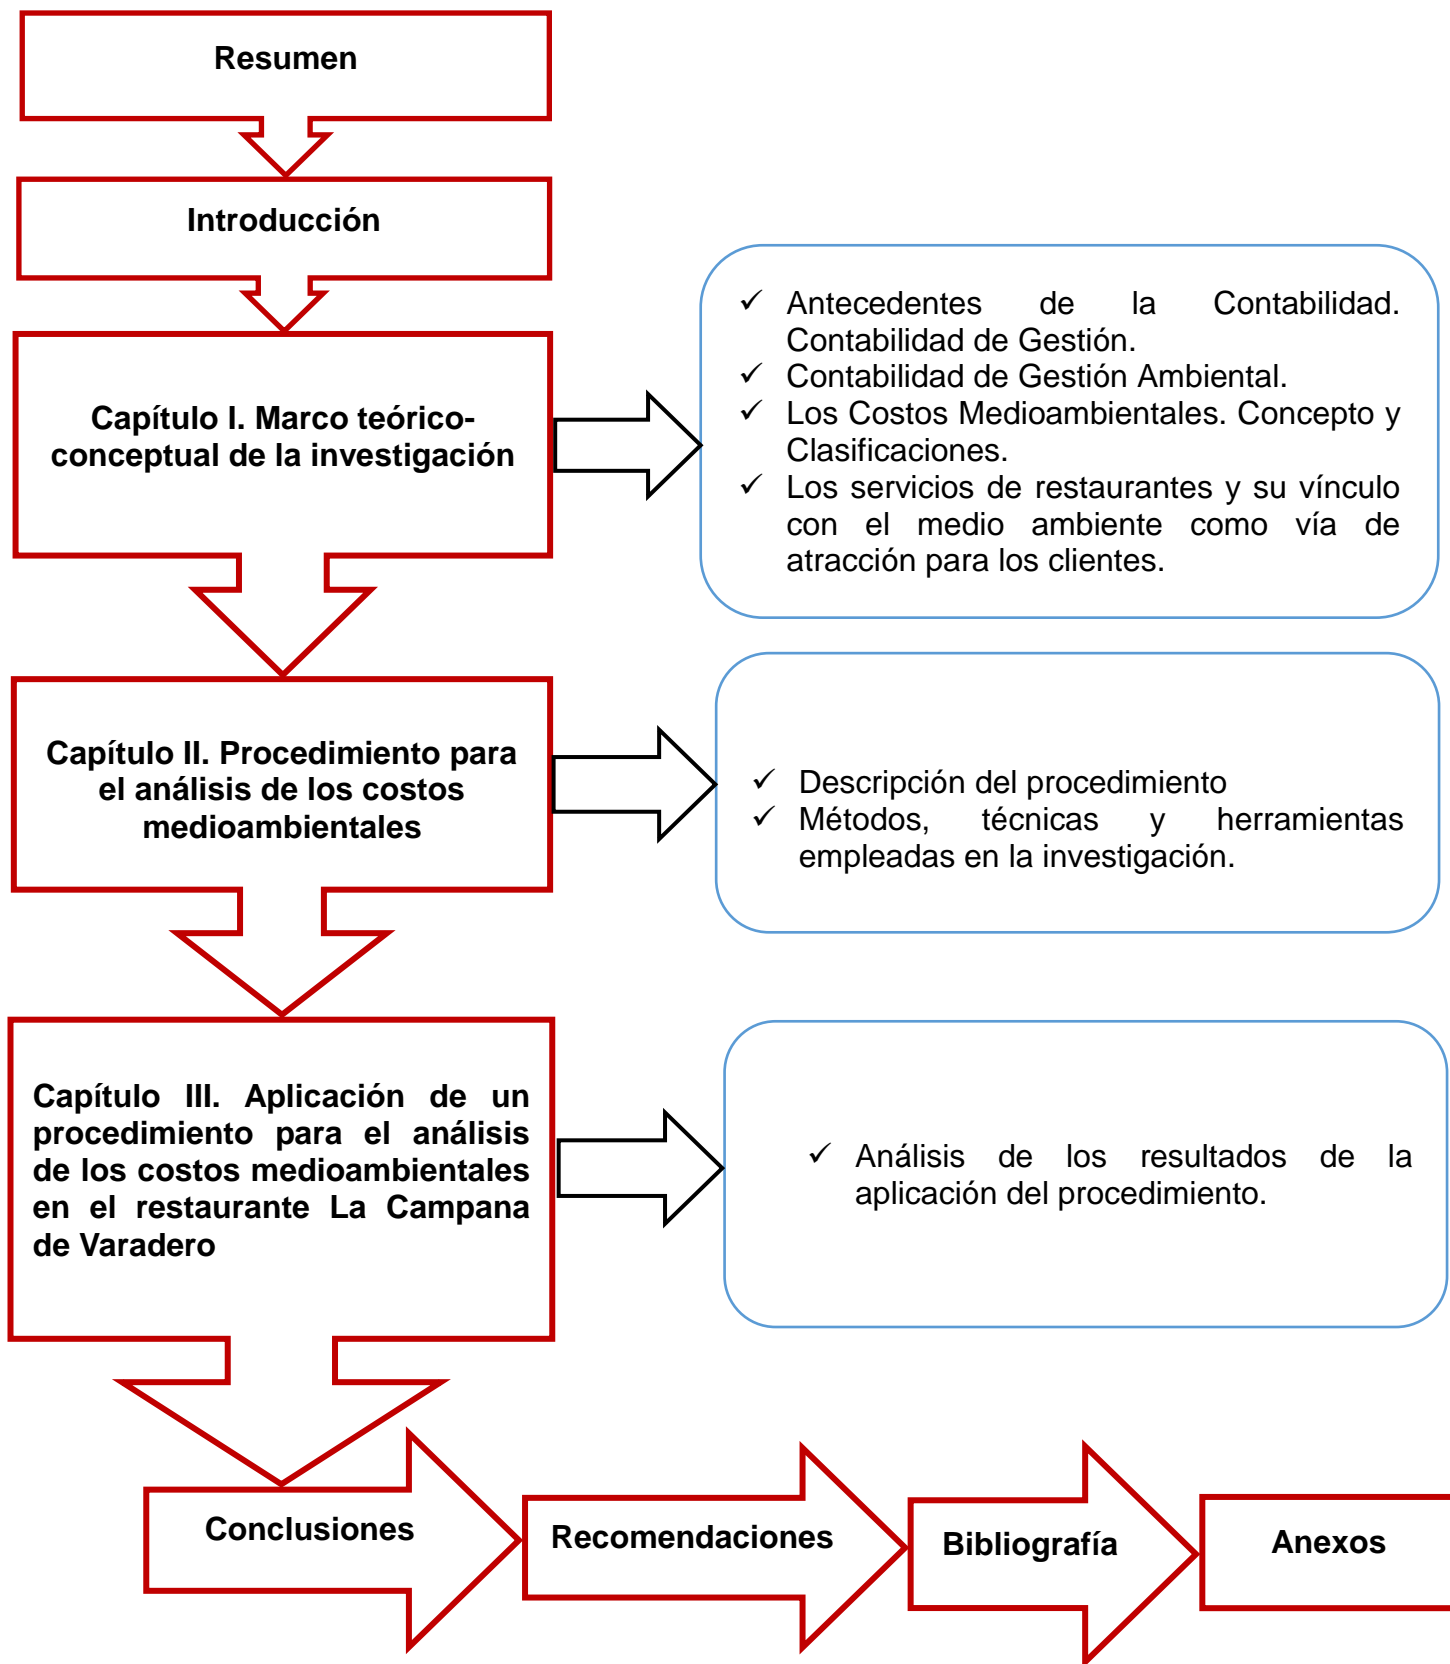 Resumen
Introducción
Capítulo I. Marco teórico-
conceptual de la investigación
✓ Antecedentes de la Contabilidad.
Contabilidad de Gestión.
✓ Contabilidad de Gestión Ambiental.
✓ Los Costos Medioambientales. Concepto y
Clasificaciones.
✓ Los servicios de restaurantes y su vínculo
con el medio ambiente como vía de
atracción para los clientes.
Capítulo II. Procedimiento para
el análisis de los costos
medioambientales
✓ Descripción del procedimiento
✓ Métodos, técnicas y herramientas
empleadas en la investigación.
Capítulo III. Aplicación de un
procedimiento para el análisis
de los costos medioambientales
en el restaurante La Campana
de Varadero
✓ Análisis de los resultados de la
aplicación del procedimiento.
Conclusiones
Recomendaciones
Bibliografía
Anexos